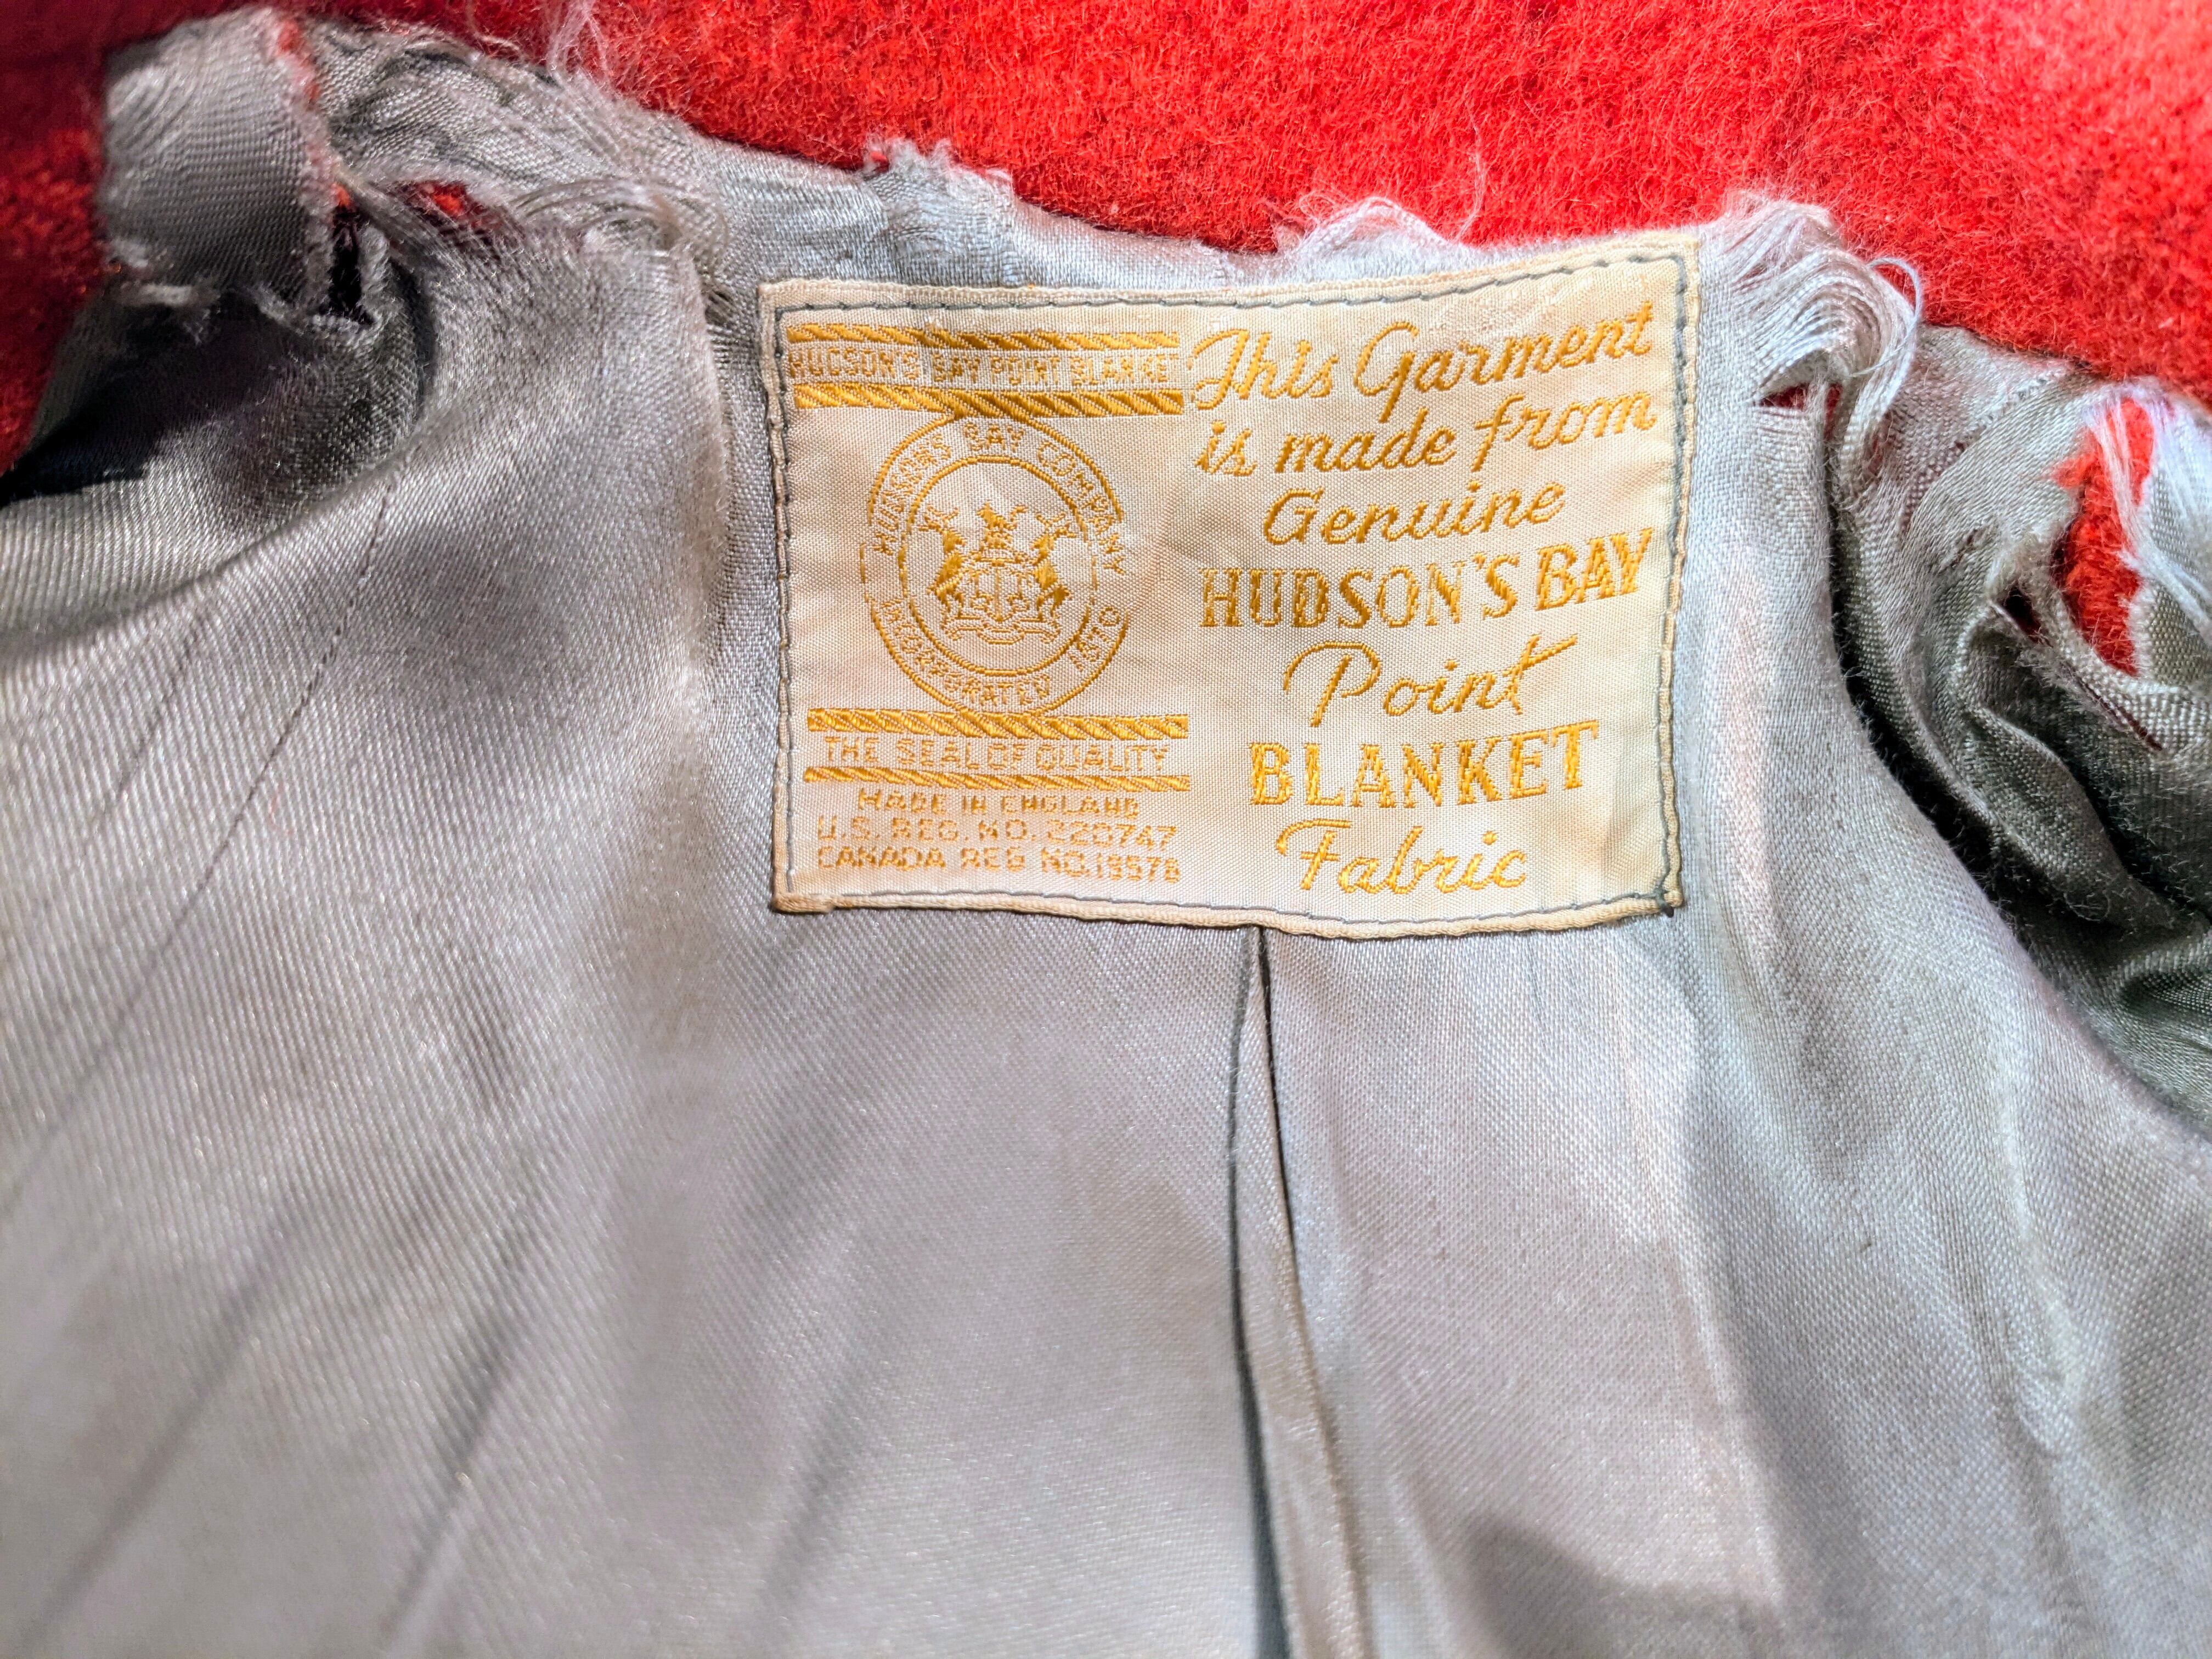 HUDSON'S BAY POINT BLANKET
HUDSON'S BAY COMPANY
INCORPORATED 1670
THE SEAL OF QUALITY
MADE IN ENGLAND
U.S. REG. NO. 220747
CANADA REG NO. 19578
This Garment
is made from
Genuine
HUDSON'S BAY
Point
BLANKET
Fabric